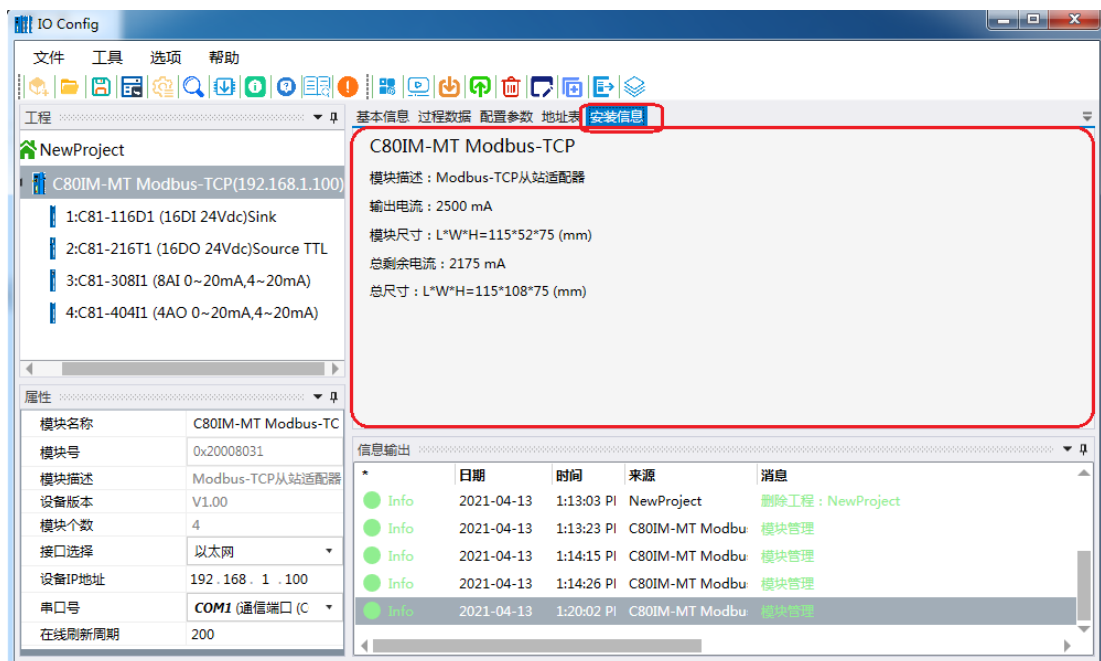 IO Config
文件 工具 选项 帮助
工程
NewProject
C80IM-MT Modbus-TCP(192.168.1.100)
1:C81-116D1 (16DI 24Vdc)Sink
2:C81-216T1 (16DO 24Vdc)Source TTL
3:C81-308I1 (8AI 0~20mA,4~20mA)
4:C81-404I1 (4AO 0~20mA,4~20mA)
属性
模块名称 C80IM-MT Modbus-TC
模块号 0x20008031
模块描述 Modbus-TCP从站适配器
设备版本 V1.00
模块个数 4
接口选择 以太网
设备IP地址 192 . 168 . 1 . 100
串口号 COM1 (通信端口 (C
在线刷新周期 200
基本信息 过程数据 配置参数 地址表 安装信息
C80IM-MT Modbus-TCP
模块描述：Modbus-TCP从站适配器
输出电流：2500 mA
模块尺寸：L*W*H=115*52*75 (mm)
总剩余电流：2175 mA
总尺寸：L*W*H=115*108*75 (mm)
信息输出
* 日期 时间 来源 消息
Info 2021-04-13 1:13:03 PI NewProject 删除工程：NewProject
Info 2021-04-13 1:13:23 PI C80IM-MT Modbu 模块管理
Info 2021-04-13 1:14:15 PI C80IM-MT Modbu 模块管理
Info 2021-04-13 1:14:26 PI C80IM-MT Modbu 模块管理
Info 2021-04-13 1:20:02 PI C80IM-MT Modbu 模块管理